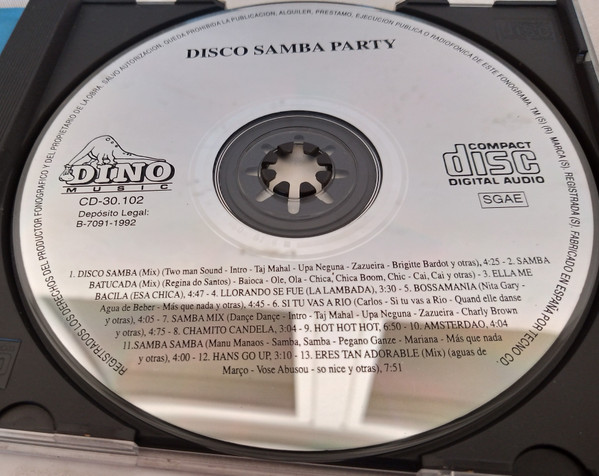 REGISTRADOS LOS DERECHOS DEL PRODUCTOR FONOGRAFICO Y DEL PROPIETARIO DE LA OBRA. SALVO AUTORIZACION, QUEDA PROHIBIDA LA PUBLICACION, ALQUILER, PRESTAMO, EJECUCION PUBLICA O RADIOFONICA DE ESTE FONOGRAMA. TM (S) (R) MARCA (S) REGISTRADA (S). FABRICADO EN ESPAÑA POR TECNO CD.
DISCO SAMBA PARTY
DINO
MUSIC
CD-30.102
Depósito Legal:
B-7091-1992
COMPACT
disc
DIGITAL AUDIO
SGAE
1. DISCO SAMBA (Mix) (Two man Sound - Intro - Taj Mahal - Upa Neguna - Zazueira - Brigitte Bardot y otras), 4:25 - 2. SAMBA
BATUCADA (Mix) (Regina do Santos) - Baioca - Ole, Ola - Chica, Chica Boom, Chic - Cai, Cai y otras) - 3. ELLA ME
BACILA (ESA CHICA), 4:47 - 4. LLORANDO SE FUE (LA LAMBADA), 3:30 - 5. BOSSAMANIA (Nita Gary -
Agua de Beber - Más que nada y otras), 4:45 - 6. SI TU VAS A RIO (Carlos - Si tu vas a Rio - Quand elle danse
y otras), 4:05 - 7. SAMBA MIX (Dançe Dançe - Intro - Taj Mahal - Upa Neguna - Zazueira - Charly Brown
y otras), 4:75 - 8. CHAMITO CANDELA, 3:04 - 9. HOT HOT HOT, 6:50 - 10. AMSTERDAO, 4:04
11. SAMBA SAMBA (Manu Manaos - Samba, Samba - Pegano Ganze - Mariana - Más que nada
y otras), 4:00 - 12. HANS GO UP, 3:10 - 13. ERES TAN ADORABLE (Mix) (aguas de
Março - Vose Abusou - so nice y otras), 7:51